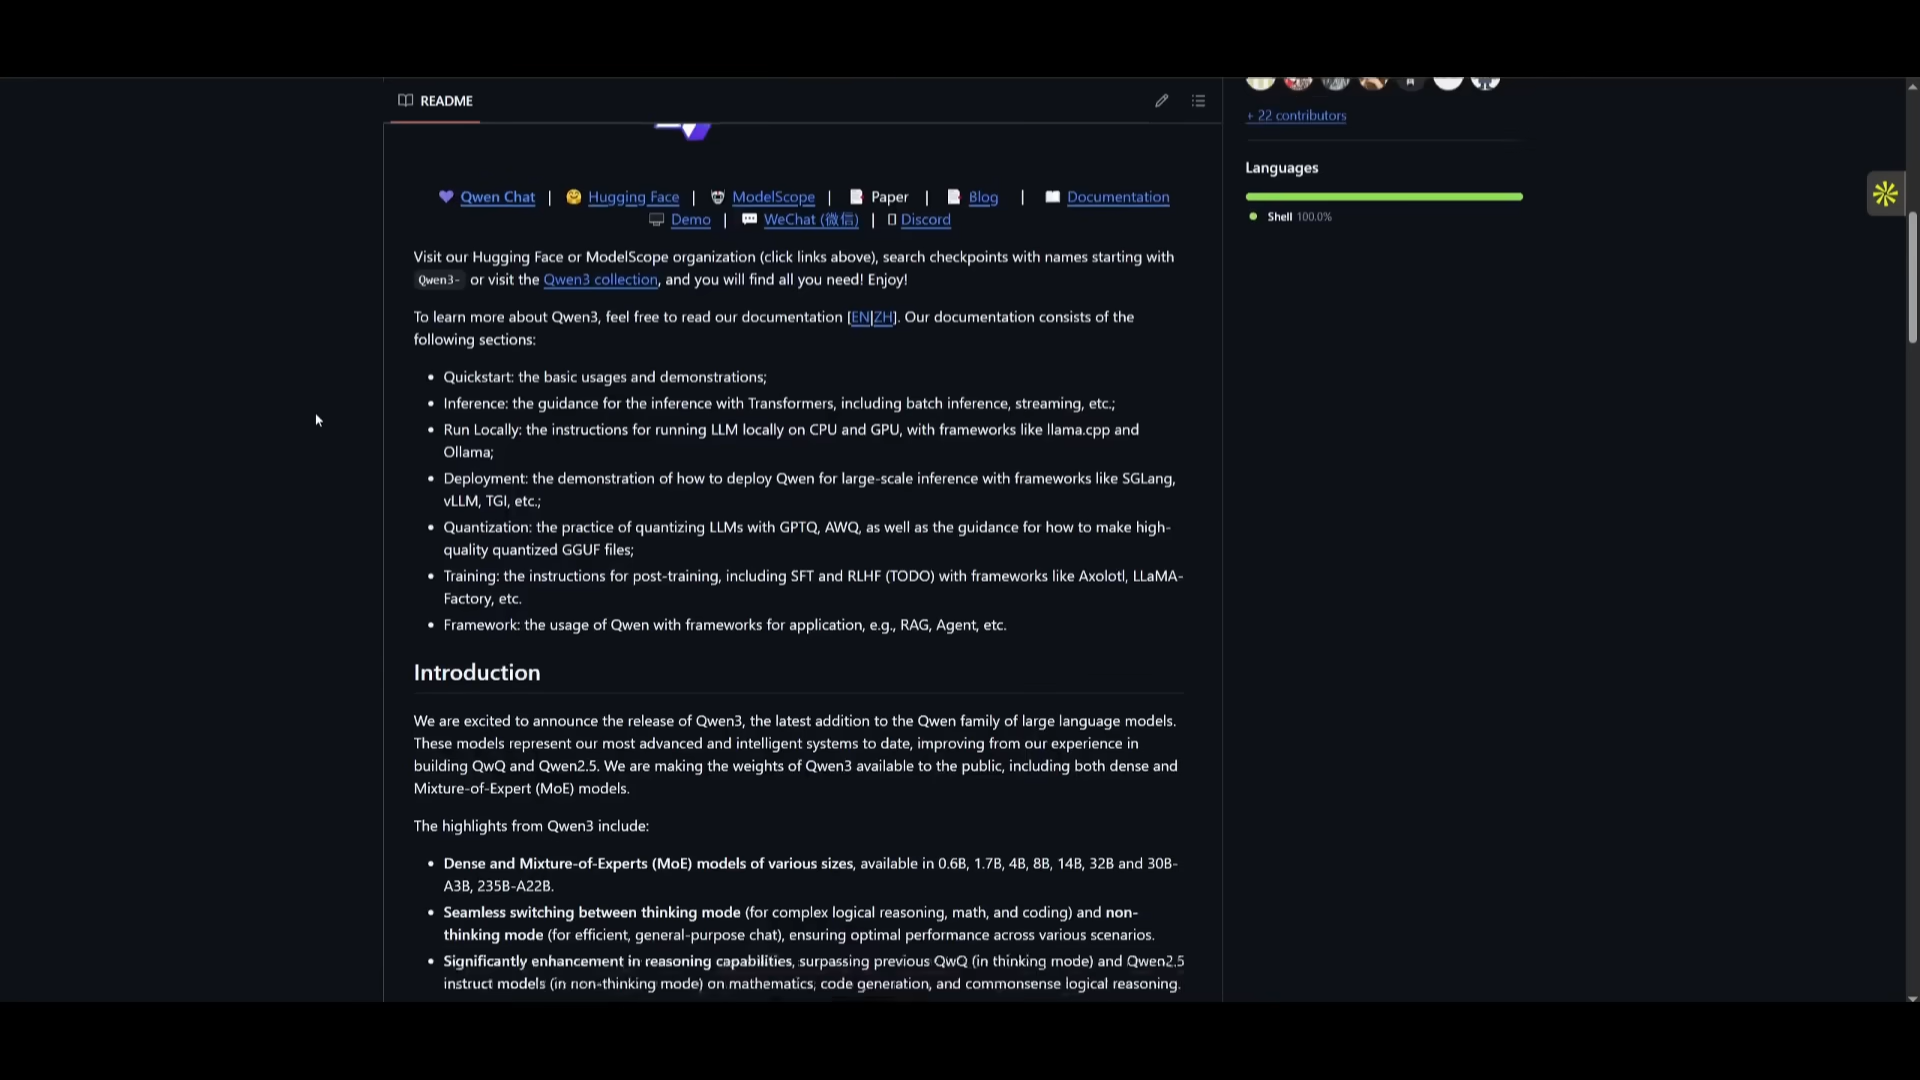 README
+ 22 contributors
Languages
Shell 100.0%
Qwen Chat | Hugging Face | ModelScope | Paper | Blog | Documentation
Demo | WeChat (微信) | Discord
Visit our Hugging Face or ModelScope organization (click links above), search checkpoints with names starting with
Qwen3- or visit the Qwen3 collection, and you will find all you need! Enjoy!
To learn more about Qwen3, feel free to read our documentation [EN|ZH]. Our documentation consists of the
following sections:
• Quickstart: the basic usages and demonstrations;
• Inference: the guidance for the inference with Transformers, including batch inference, streaming, etc.;
• Run Locally: the instructions for running LLM locally on CPU and GPU, with frameworks like llama.cpp and
Ollama;
• Deployment: the demonstration of how to deploy Qwen for large-scale inference with frameworks like SGLang,
vLLM, TGI, etc.;
• Quantization: the practice of quantizing LLMs with GPTQ, AWQ, as well as the guidance for how to make high-
quality quantized GGUF files;
• Training: the instructions for post-training, including SFT and RLHF (TODO) with frameworks like Axolotl, LLaMA-
Factory, etc.
• Framework: the usage of Qwen with frameworks for application, e.g., RAG, Agent, etc.
Introduction
We are excited to announce the release of Qwen3, the latest addition to the Qwen family of large language models.
These models represent our most advanced and intelligent systems to date, improving from our experience in
building QwQ and Qwen2.5. We are making the weights of Qwen3 available to the public, including both dense and
Mixture-of-Expert (MoE) models.
The highlights from Qwen3 include:
• Dense and Mixture-of-Experts (MoE) models of various sizes, available in 0.6B, 1.7B, 4B, 8B, 14B, 32B and 30B-
A3B, 235B-A22B.
• Seamless switching between thinking mode (for complex logical reasoning, math, and coding) and non-
thinking mode (for efficient, general-purpose chat), ensuring optimal performance across various scenarios.
• Significantly enhancement in reasoning capabilities, surpassing previous QwQ (in thinking mode) and Qwen2.5
instruct models (in non-thinking mode) on mathematics, code generation, and commonsense logical reasoning.